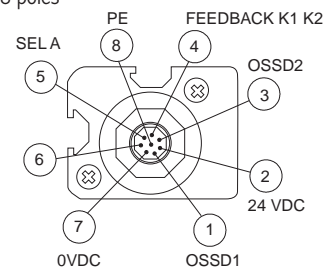 8 poles
PE FEEDBACK K1 K2
SEL A 8 4
OSSD2
5 3
6 2
24 VDC
7 1
0VDC OSSD1